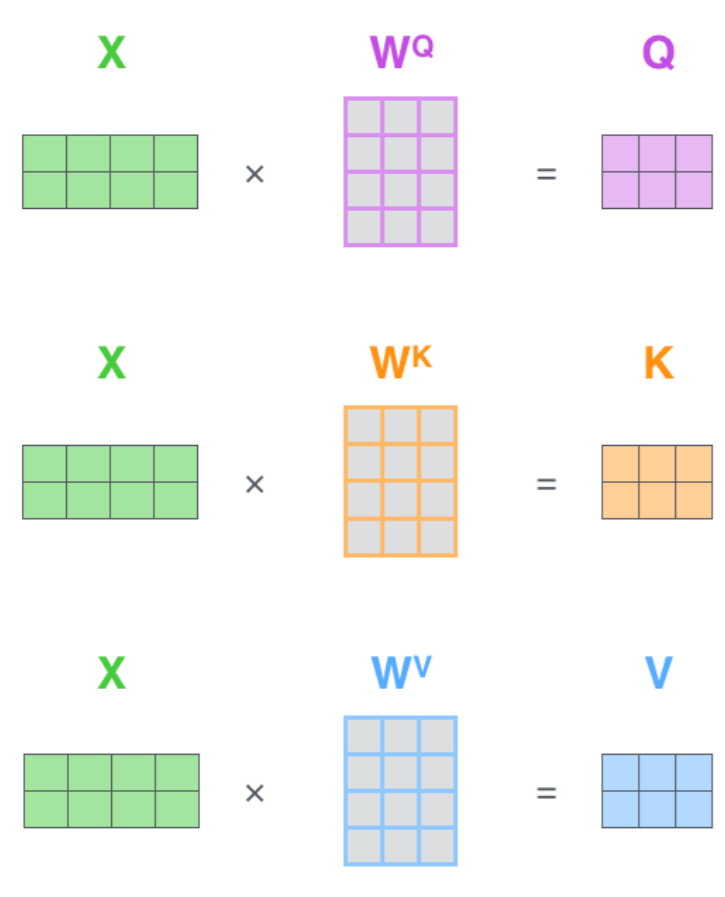 X W^Q Q
× =
X W^K K
× =
X W^V V
× =